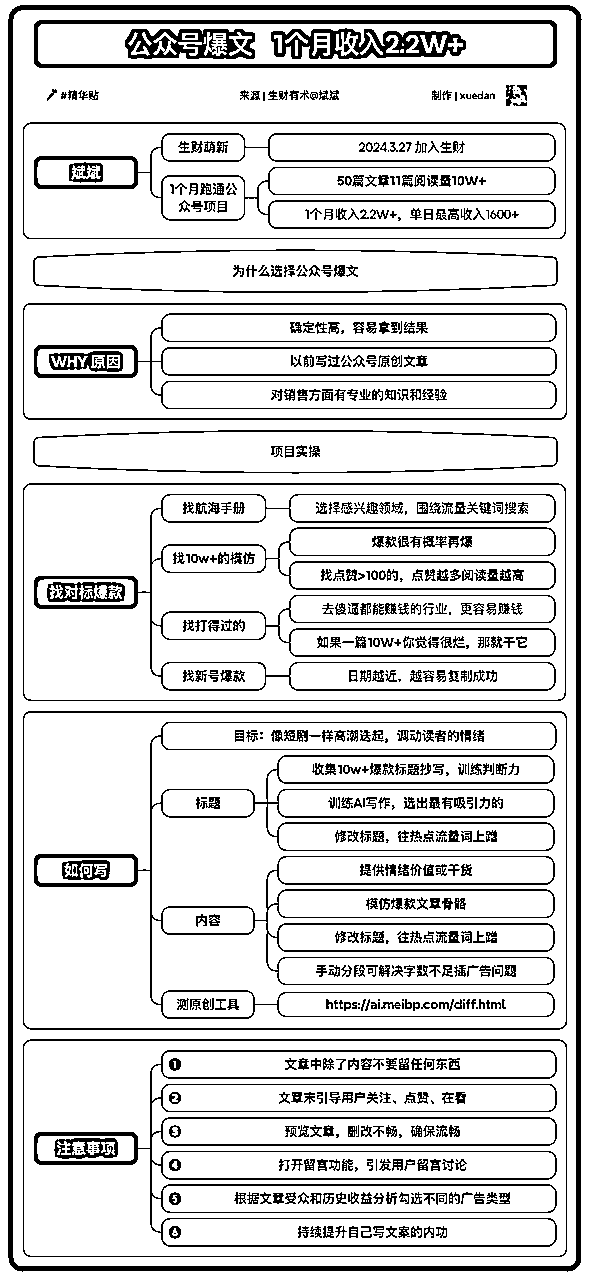 公众号爆文 1个月收入2.2W+
#精华贴
来源 | 生财有术@斌斌
制作 | xuedan
斌斌
生财萌新
2024.3.27 加入生财
1个月跑通公
众号项目
50篇文章11篇阅读量10W+
1个月收入2.2W+，单日最高收入1600+
为什么选择公众号爆文
WHY 原因
确定性高，容易拿到结果
以前写过公众号原创文章
对销售方面有专业的知识和经验
项目实操
找对标爆款
找航海手册
选择感兴趣领域，围绕流量关键词搜索
找10w+的模仿
爆款很有概率再爆
找点赞>100的，点赞越多阅读量越高
找打得过的
去傻逼都能赚钱的行业，更容易赚钱
如果一篇10W+你觉得很烂，那就干它
找新号爆款
日期越近，越容易复制成功
如何写
目标：像短剧一样高潮迭起，调动读者的情绪
标题
收集10w+爆款标题抄写，训练判断力
训练AI写作，选出最有吸引力的
修改标题，往热点流量词上蹭
内容
提供情绪价值或干货
模仿爆款文章骨骼
修改标题，往热点流量词上蹭
手动分段可解决字数不足插广告问题
测原创工具
https://ai.meibp.com/diff.html
注意事项
1 文章中除了内容不要留任何东西
2 文章末引导用户关注、点赞、在看
3 预览文章，删改不畅，确保流畅
4 打开留言功能，引发用户留言讨论
5 根据文章受众和历史收益分析勾选不同的广告类型
6 持续提升自己写文案的内功